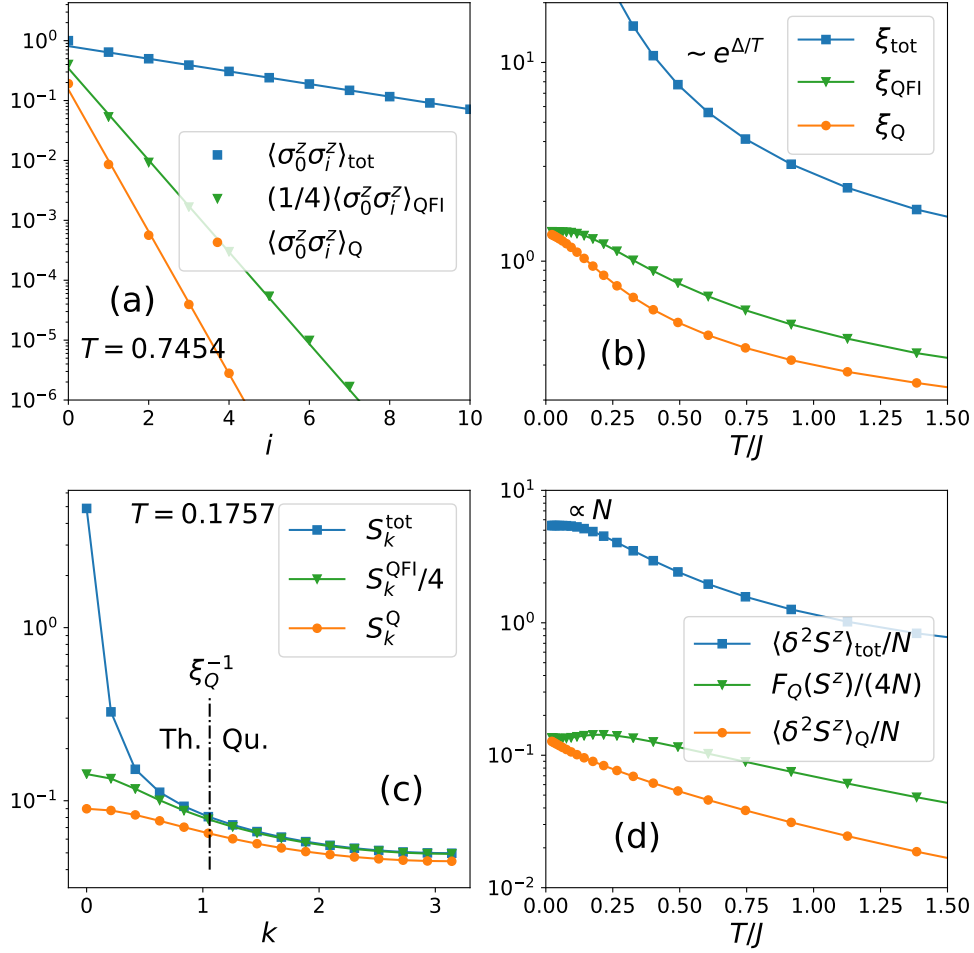 10^0
10^{-1}
10^{-2}
10^{-3}
10^{-4}
10^{-5}
10^{-6}
⟨σ_0^z σ_i^z⟩_tot
(1/4)⟨σ_0^z σ_i^z⟩_QFI
⟨σ_0^z σ_i^z⟩_Q
(a)
T = 0.7454
0 2 4 6 8 10
i
10^1
10^0
~ e^{Δ/T}
ξ_tot
ξ_QFI
ξ_Q
(b)
0.00 0.25 0.50 0.75 1.00 1.25 1.50
T/J
10^0
10^{-1}
T = 0.1757
S_k^tot
S_k^QFI/4
S_k^Q
ξ_Q^{-1}
Th. Qu.
(c)
0 1 2 3
k
10^1
10^0
10^{-1}
10^{-2}
∝ N
⟨δ^2S^z⟩_tot/N
F_Q(S^z)/(4N)
⟨δ^2S^z⟩_Q/N
(d)
0.00 0.25 0.50 0.75 1.00 1.25 1.50
T/J